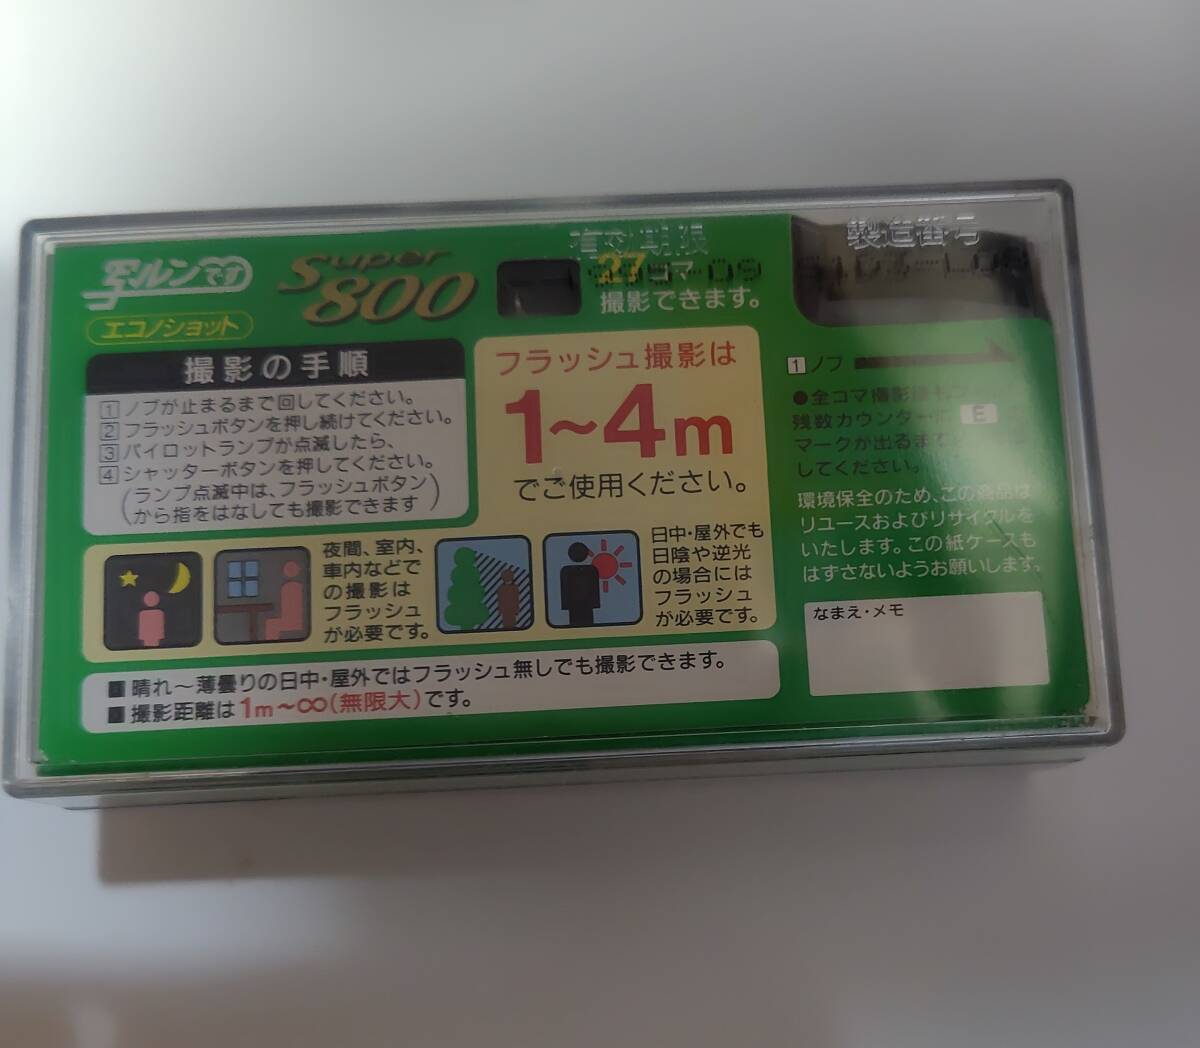 写ルンです
エコノショット
Super
800
有効期限
27コマ
撮影できます。
製造番号
撮影の手順
1 ノブが止まるまで回してください。
2 フラッシュボタンを押し続けてください。
3 パイロットランプが点滅したら、
4 シャッターボタンを押してください。
(ランプ点滅中は、フラッシュボタン
から指をはなしても撮影できます)
フラッシュ撮影は
1～4m
でご使用ください。
夜間、室内、
車内などで
の撮影は
フラッシュ
が必要です。
日中・屋外でも
日陰や逆光
の場合には
フラッシュ
が必要です。
■ 晴れ～薄曇りの日中・屋外ではフラッシュ無しでも撮影できます。
■ 撮影距離は1m～∞(無限大)です。
1 ノブ
●全コマ撮影
残数カウンターに E
マークが出るまで
してください。
環境保全のため、この商品は
リユースおよびリサイクルを
いたします。この紙ケースも
はずさないようお願いします。
なまえ・メモ